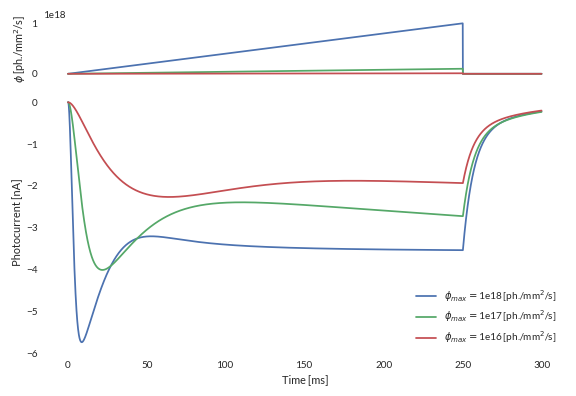 1e18
1
0
ϕ [ph./mm²/s]
0
−1
−2
−3
−4
−5
−6
Photocurrent [nA]
ϕmax = 1e18 [ph./mm²/s]
ϕmax = 1e17 [ph./mm²/s]
ϕmax = 1e16 [ph./mm²/s]
0 50 100 150 200 250 300
Time [ms]